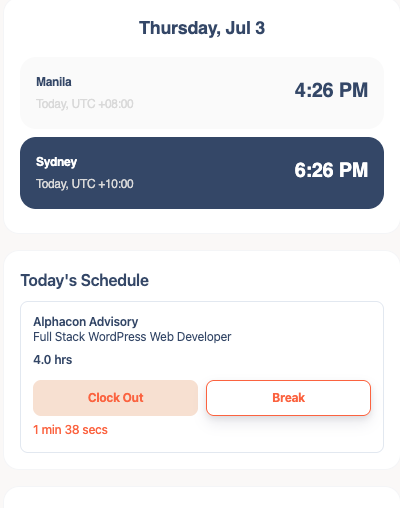 Thursday, Jul 3
Manila
4:26 PM
Today, UTC +08:00
Sydney
6:26 PM
Today, UTC +10:00
Today's Schedule
Alphacon Advisory
Full Stack WordPress Web Developer
4.0 hrs
Clock Out
Break
1 min 38 secs